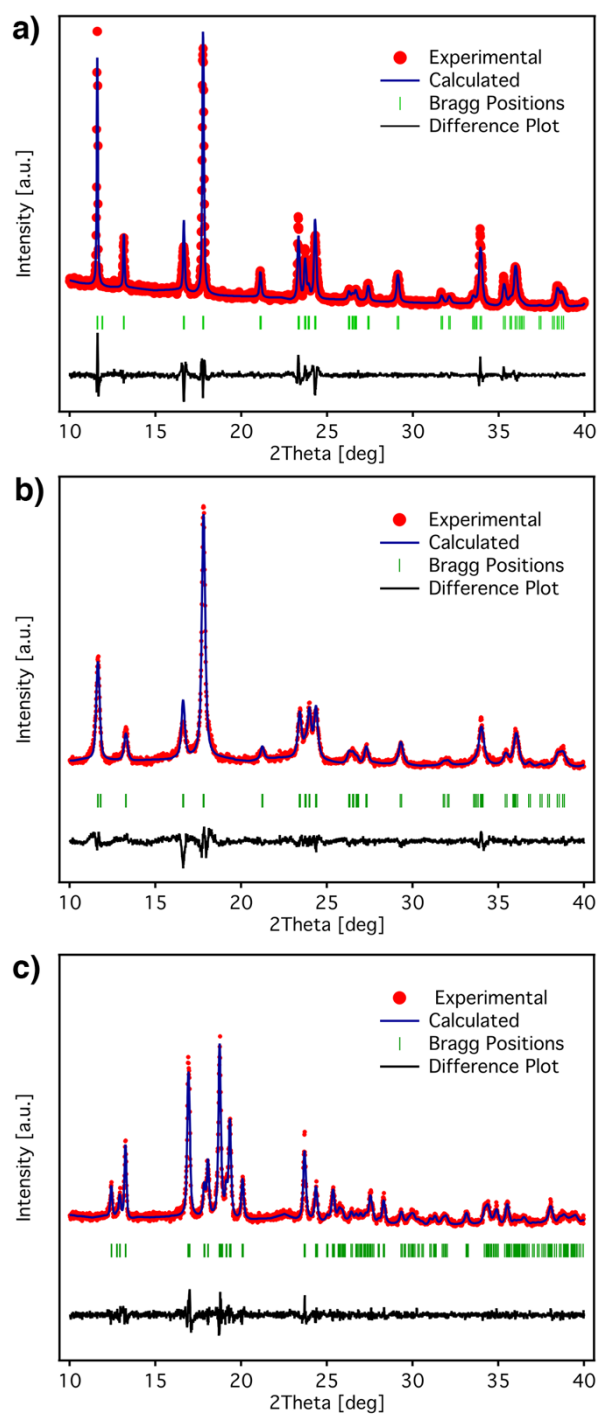 a)
Experimental
Calculated
Bragg Positions
Difference Plot
Intensity [a.u.]
10 15 20 25 30 35 40
2Theta [deg]
b)
Experimental
Calculated
Bragg Positions
Difference Plot
Intensity [a.u.]
10 15 20 25 30 35 40
2Theta [deg]
c)
Experimental
Calculated
Bragg Positions
Difference Plot
Intensity [a.u.]
10 15 20 25 30 35 40
2Theta [deg]